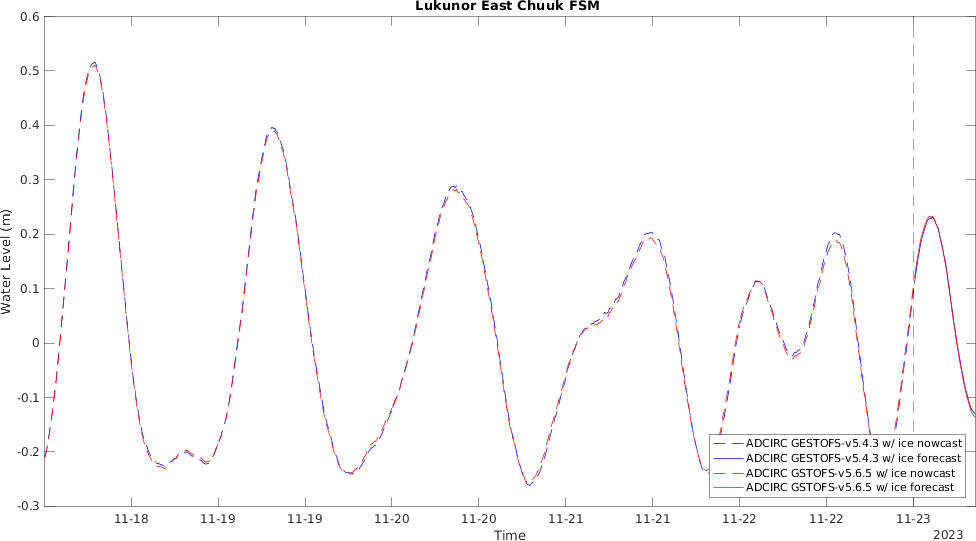 Lukunor East Chuuk FSM
0.6
0.5
0.4
0.3
0.2
0.1
0
-0.1
-0.2
-0.3
Water Level (m)
ADCIRC GESTOFS-v5.4.3 w/ ice nowcast
ADCIRC GESTOFS-v5.4.3 w/ ice forecast
ADCIRC GSTOFS-v5.6.5 w/ ice nowcast
ADCIRC GSTOFS-v5.6.5 w/ ice forecast
11-18 11-19 11-19 11-20 11-20 11-21 11-21 11-22 11-22 11-23
Time
2023